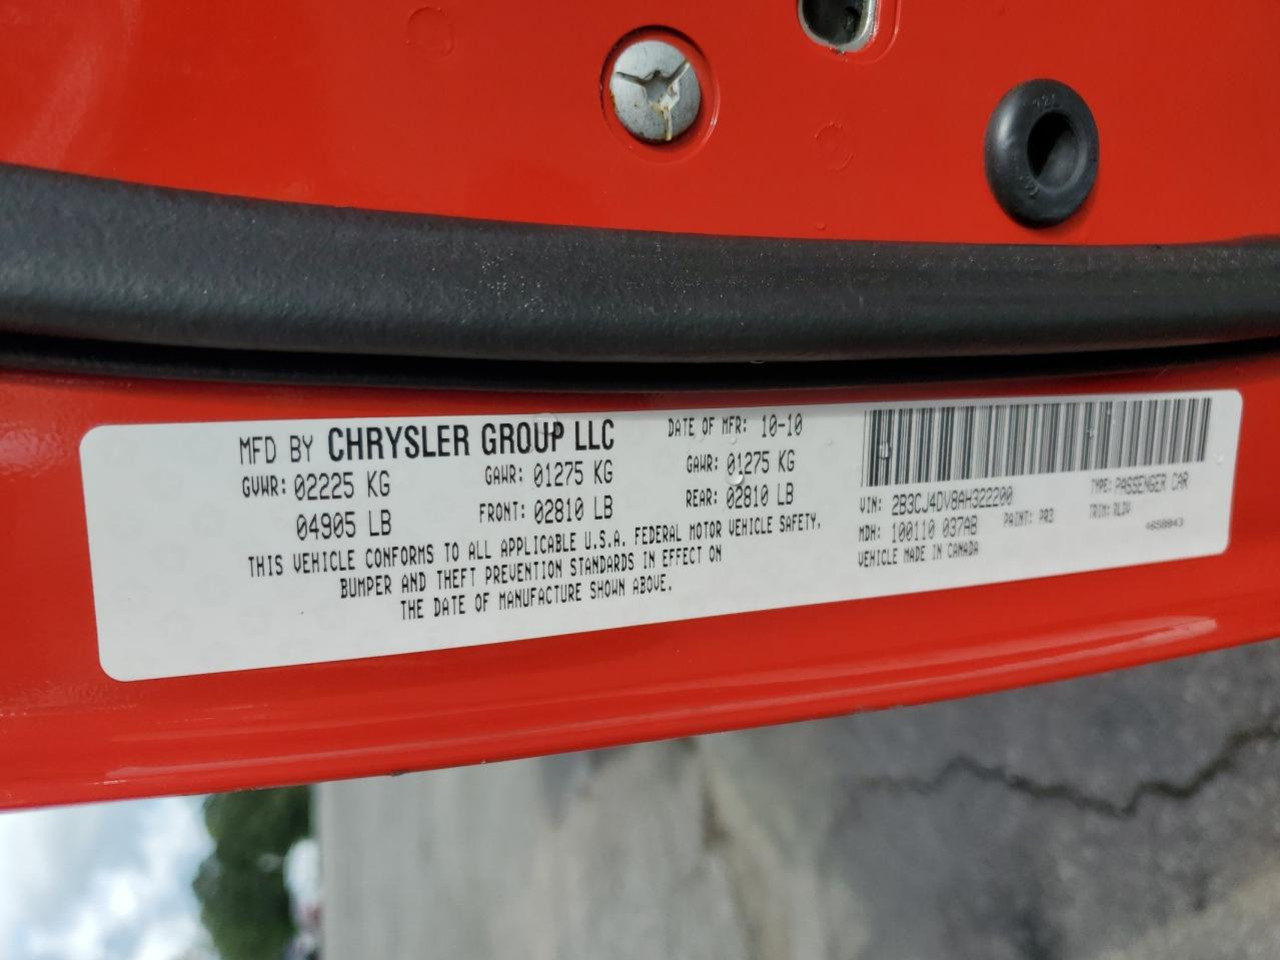 MFD BY CHRYSLER GROUP LLC
DATE OF MFR: 10-10
GVWR: 02225 KG
04905 LB
GAWR: 01275 KG
FRONT: 02810 LB
GAWR: 01275 KG
REAR: 02810 LB
THIS VEHICLE CONFORMS TO ALL APPLICABLE U.S.A. FEDERAL MOTOR VEHICLE SAFETY,
BUMPER AND THEFT PREVENTION STANDARDS IN EFFECT ON
THE DATE OF MANUFACTURE SHOWN ABOVE.
VIN: 2B3CJ4DV8AH322200
TYPE: PASSENGER CAR
MDH: 100110 037AB
PAINT: PR3
TRIM:
VEHICLE MADE IN CANADA